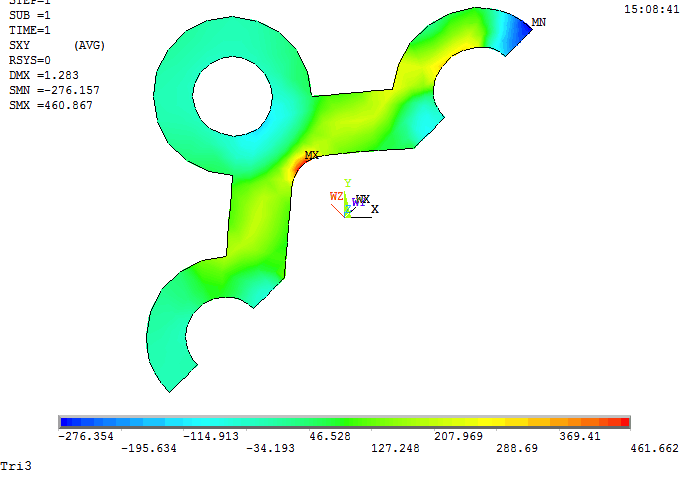 STEP=1
15:08:41
SUB =1
TIME=1
SXY (AVG)
RSYS=0
DMX =1.283
SMN =-276.157
SMX =460.867
MN
MX
Y
WZ
WX
X
Z
-276.354 -114.913 46.528 207.969 369.41
-195.634 -34.193 127.248 288.69 461.662
Tri3